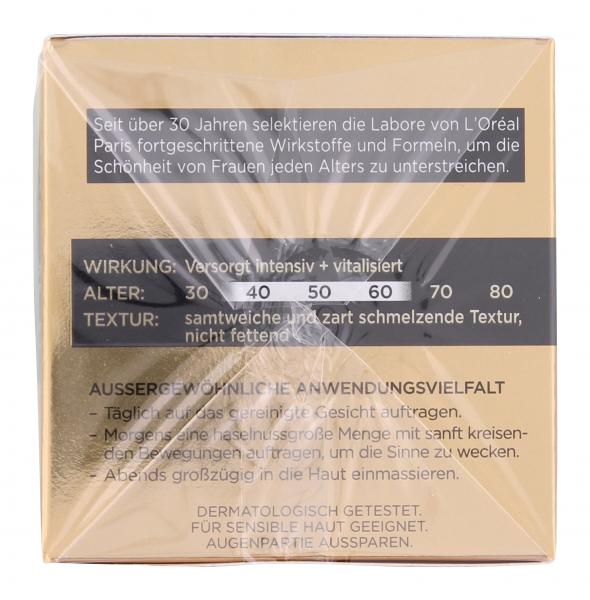 Seit über 30 Jahren selektieren die Labore von L'Oréal
Paris fortgeschrittene Wirkstoffe und Formeln, um die
Schönheit von Frauen jeden Alters zu unterstreichen.
WIRKUNG: Versorgt intensiv + vitalisiert
ALTER: 30 40 50 60 70 80
TEXTUR: samtweiche und zart schmelzende Textur,
nicht fettend
AUSSERGEWÖHNLICHE ANWENDUNGSVIELFALT
– Täglich auf das gereinigte Gesicht auftragen.
– Morgens eine haselnussgroße Menge mit sanft kreisen-
den Bewegungen auftragen, um die Sinne zu wecken.
– Abends großzügig in die Haut einmassieren.
DERMATOLOGISCH GETESTET.
FÜR SENSIBLE HAUT GEEIGNET.
AUGENPARTIE AUSSPAREN.